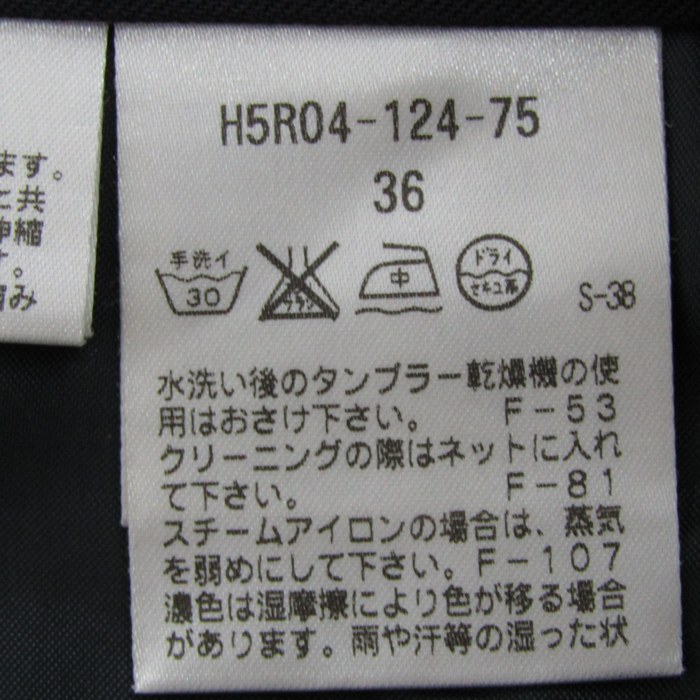 ます。
に共
伸縮
す。
縮み
H5R04-124-75
36
手洗イ
30
中
ドライ
セキユ系
S-38
水洗い後のタンブラー乾燥機の使
用はおさけ下さい。 F-53
クリーニングの際はネットに入れ
て下さい。 F-81
スチームアイロンの場合は、蒸気
を弱めにして下さい。F-107
濃色は湿摩擦により色が移る場合
があります。雨や汗等の湿った状